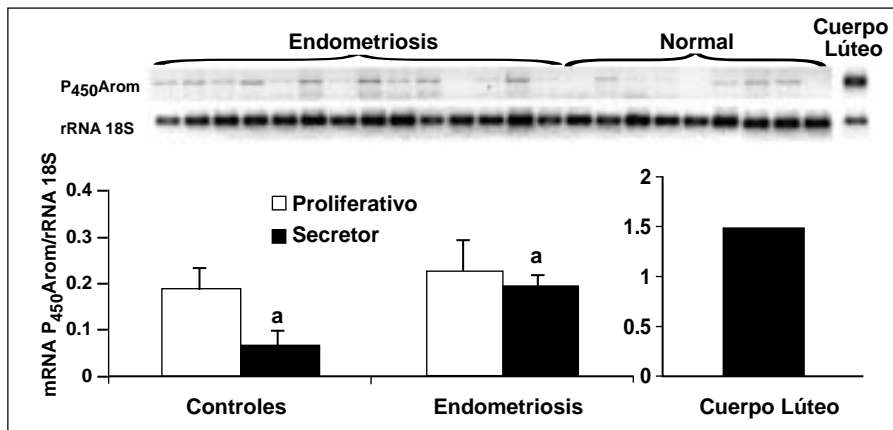 Endometriosis
Normal
Cuerpo
Lúteo
P450Arom
rRNA 18S
mRNA P450Arom/rRNA 18S
0.4
0.3
0.2
0.1
0
Proliferativo
Secretor
a
a
2
1.5
1
0.5
0
Controles
Endometriosis
Cuerpo Lúteo